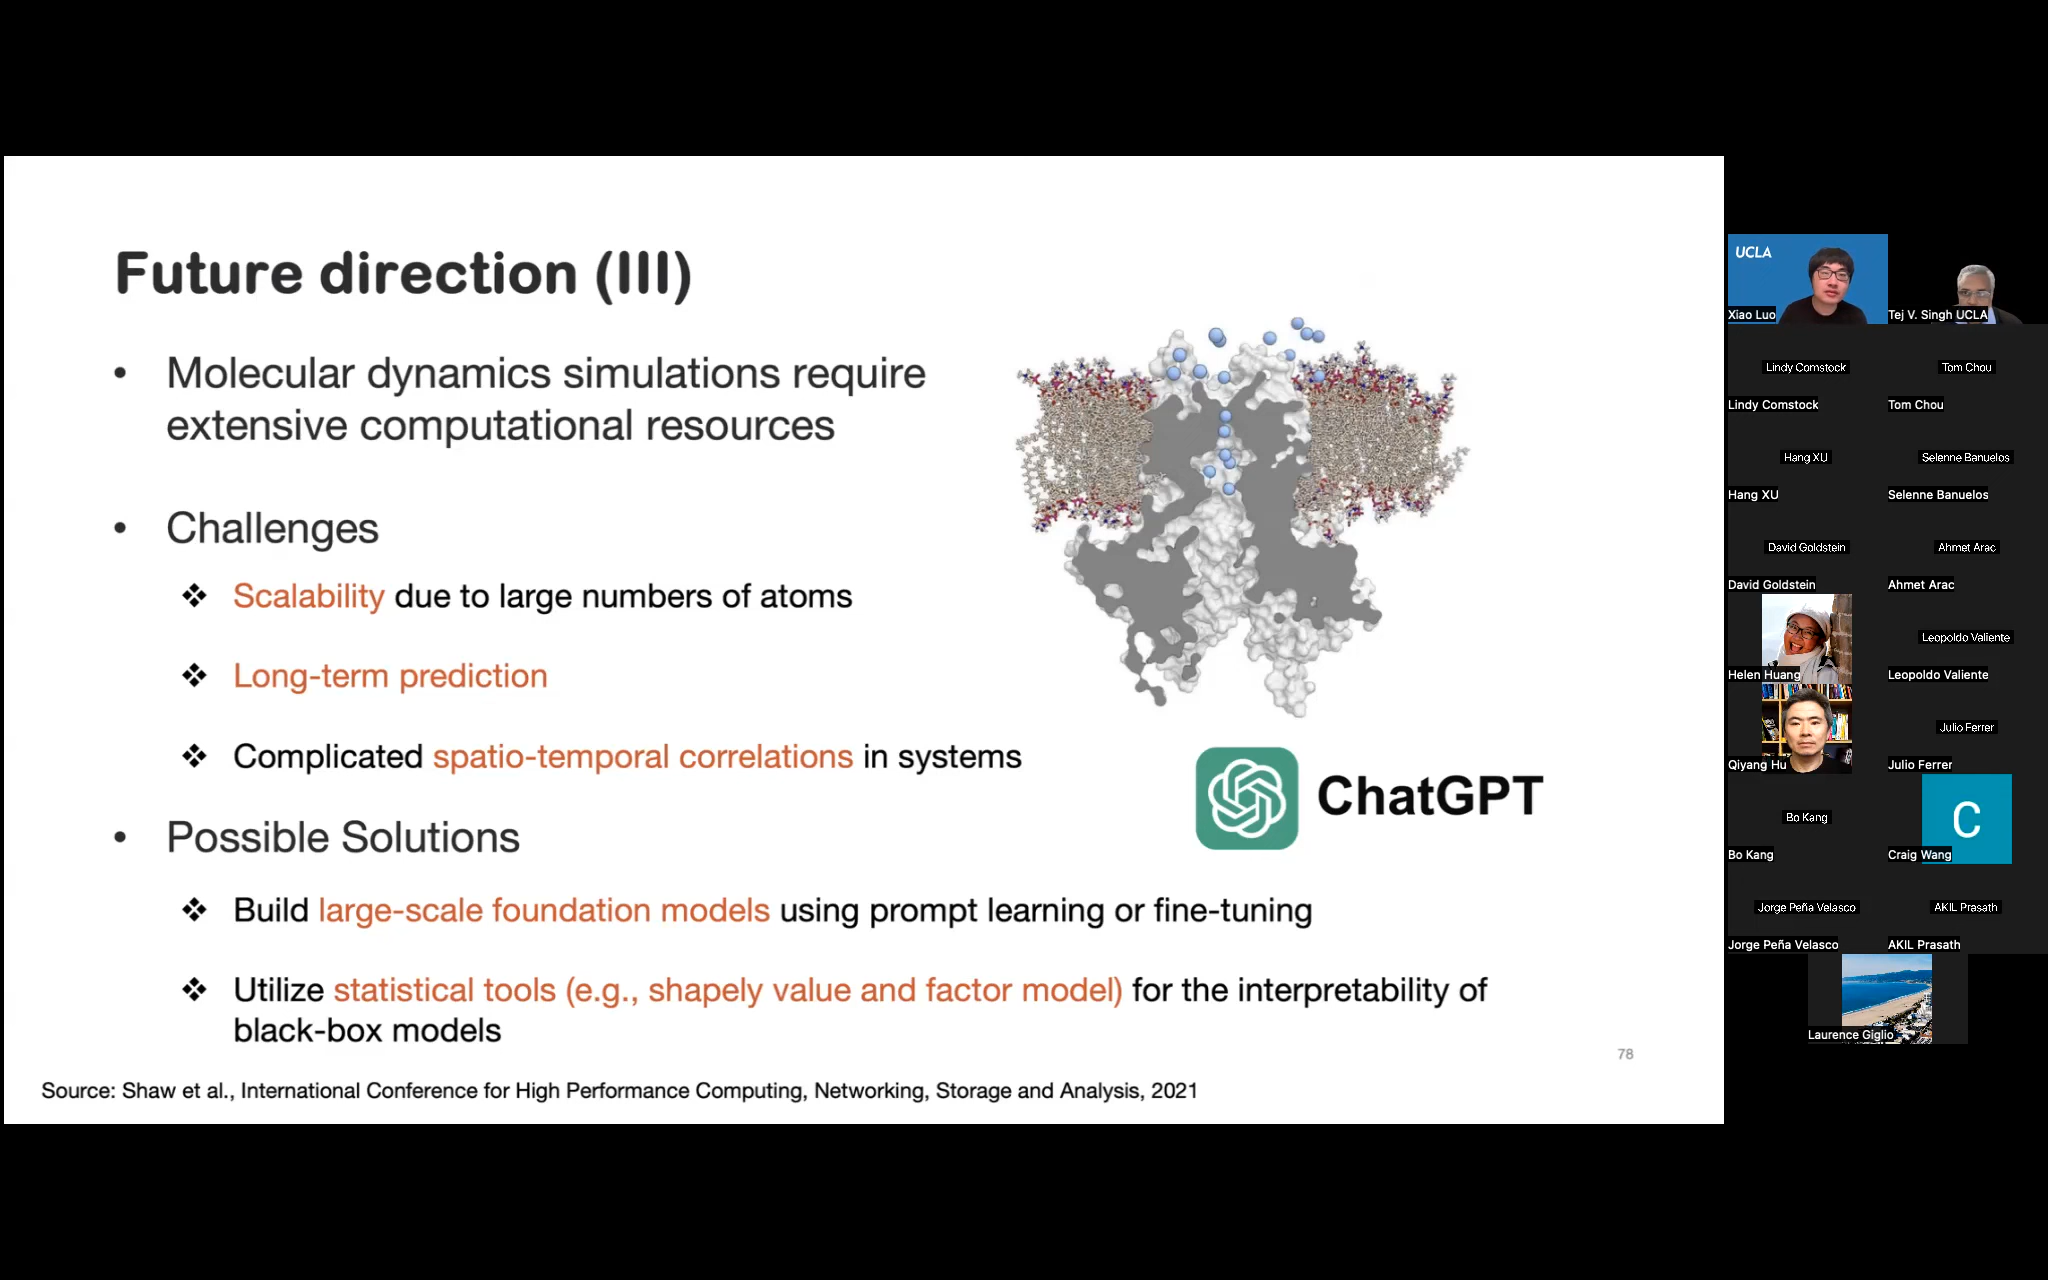 Future direction (III)
• Molecular dynamics simulations require
extensive computational resources
• Challenges
❖ Scalability due to large numbers of atoms
❖ Long-term prediction
❖ Complicated spatio-temporal correlations in systems
ChatGPT
• Possible Solutions
❖ Build large-scale foundation models using prompt learning or fine-tuning
❖ Utilize statistical tools (e.g., shapely value and factor model) for the interpretability of
black-box models
78
Source: Shaw et al., International Conference for High Performance Computing, Networking, Storage and Analysis, 2021
UCLA
Xiao Luo
Tej V. Singh UCLA
Lindy Comstock
Tom Chou
Lindy Comstock
Tom Chou
Hang XU
Selenne Banuelos
Hang XU
Selenne Banuelos
David Goldstein
Ahmet Arac
David Goldstein
Ahmet Arac
Leopoldo Valiente
Helen Huang
Leopoldo Valiente
Julio Ferrer
Qiyang Hu
Julio Ferrer
Bo Kang
C
Bo Kang
Craig Wang
Jorge Peña Velasco
AKIL Prasath
Jorge Peña Velasco
AKIL Prasath
Laurence Giglio